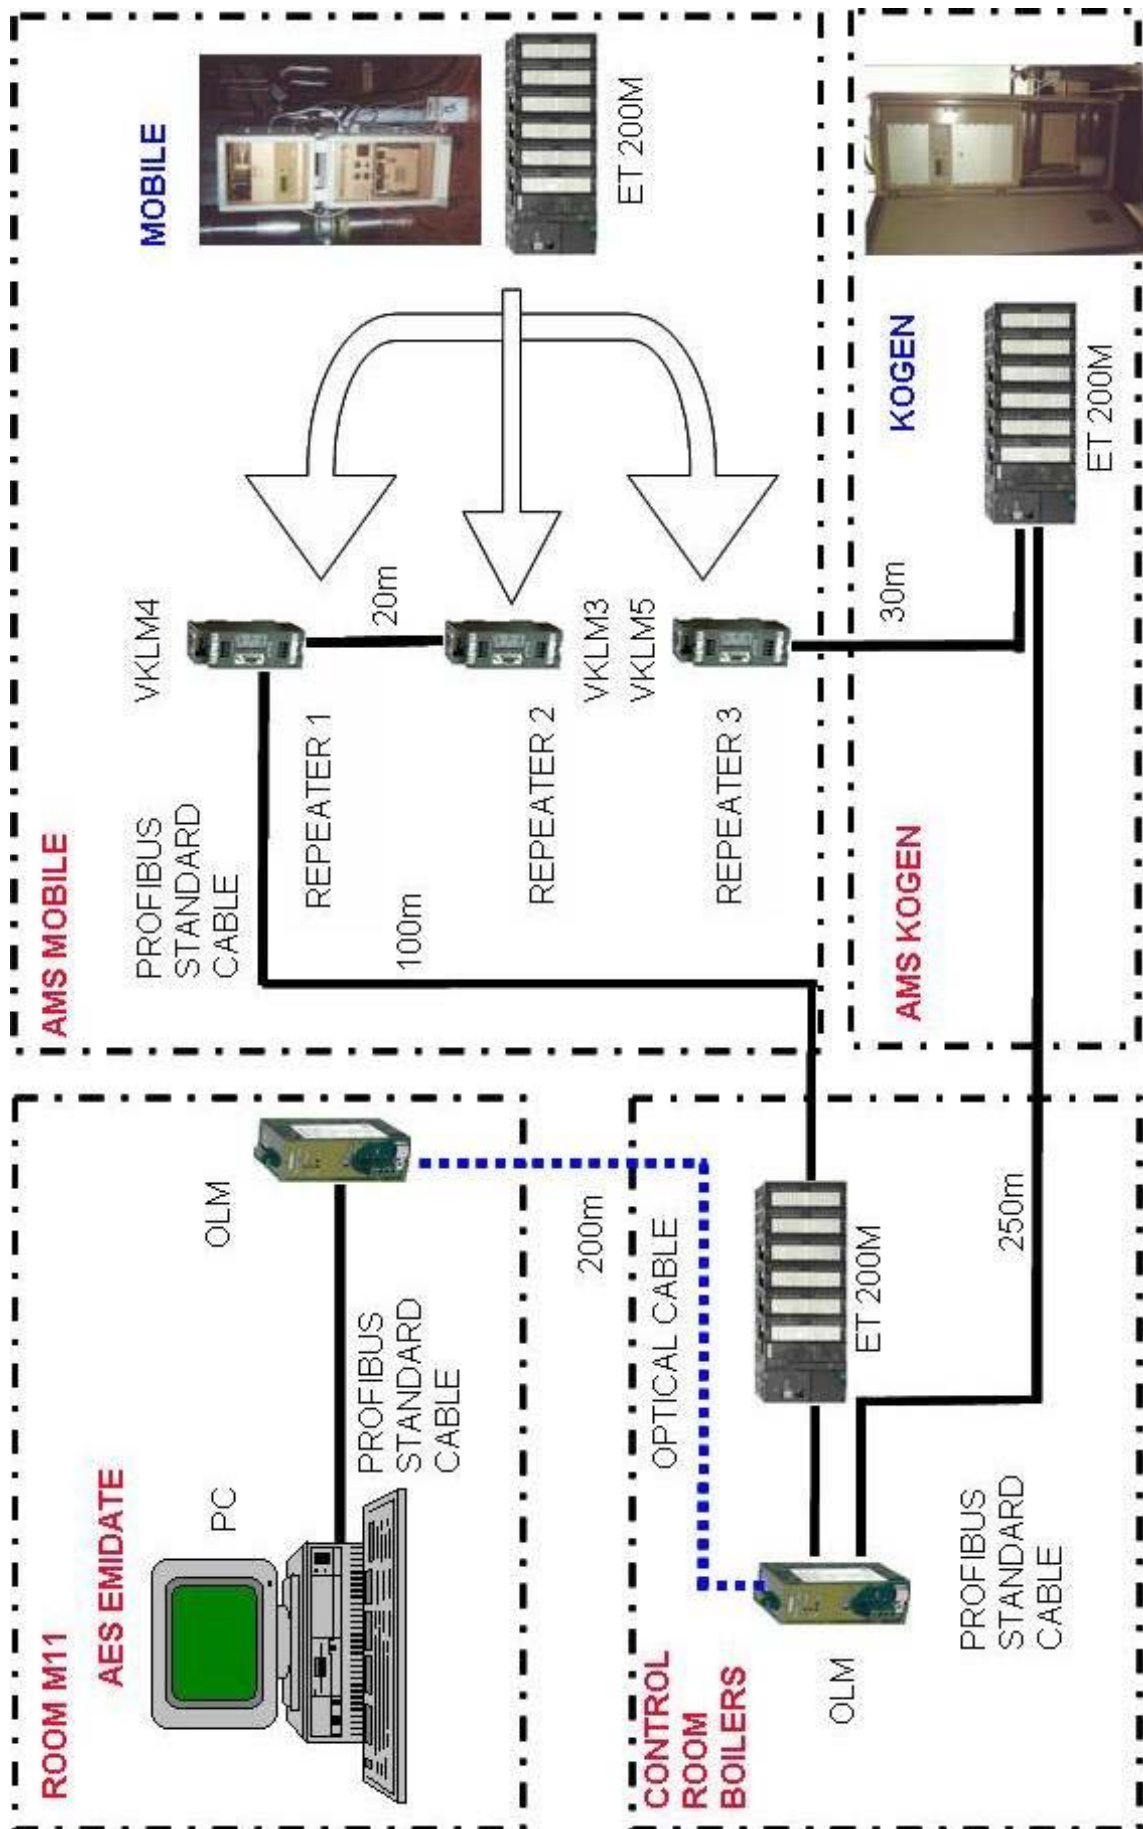 ROOM M11
AES EMIDATE
PC
OLM
PROFIBUS
STANDARD
CABLE
200m
CONTROL
ROOM
BOILERS
OLM
OPTICAL CABLE
ET 200M
PROFIBUS
STANDARD
CABLE
250m
AMS MOBILE
PROFIBUS
STANDARD
CABLE
100m
VKLM4
REPEATER 1
20m
REPEATER 2
VKLM3
VKLM5
REPEATER 3
MOBILE
ET 200M
AMS KOGEN
30m
KOGEN
ET 200M